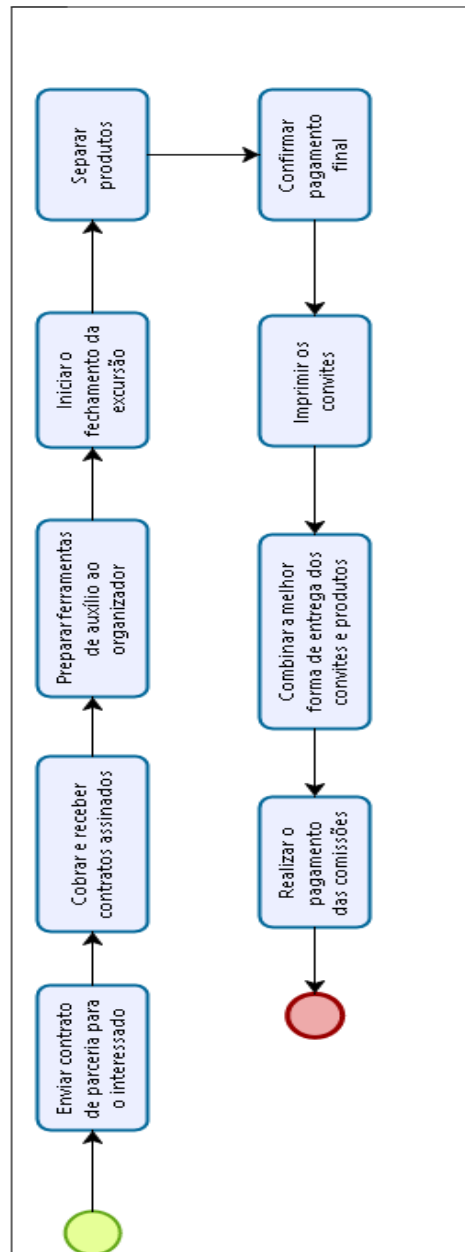 Enviar contrato
de parceria para
o interessado
Cobrar e receber
contratos assinados
Preparar ferramentas
de auxílio ao
organizador
Iniciar o
fechamento da
excursão
Separar
produtos
Confirmar
pagamento
final
Imprimir os
convites
Combinar a melhor
forma de entrega dos
convites e produtos
Realizar o
pagamento
das comissões